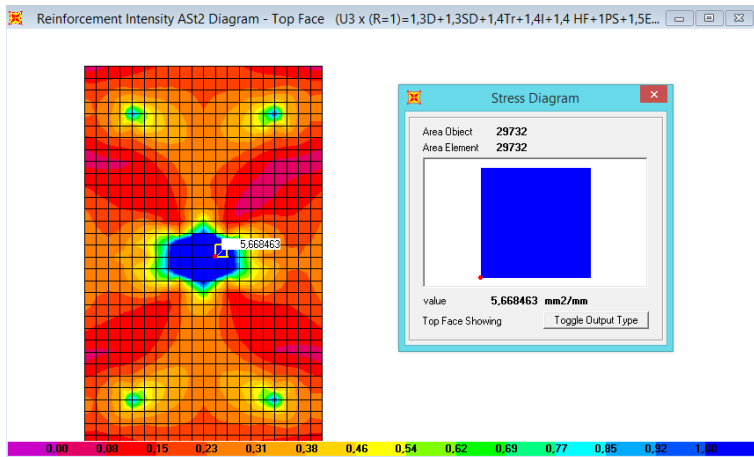 Reinforcement Intensity ASt2 Diagram - Top Face (U3 x (R=1)=1,3D+1,3SD+1,4Tr+1,4I+1,4 HF+1PS+1,5E...
Stress Diagram
Area Object 29732
Area Element 29732
5,668463
value 5,668463 mm2/mm
Top Face Showing Toggle Output Type
0,00 0,08 0,15 0,23 0,31 0,38 0,46 0,54 0,62 0,69 0,77 0,85 0,92 1,00